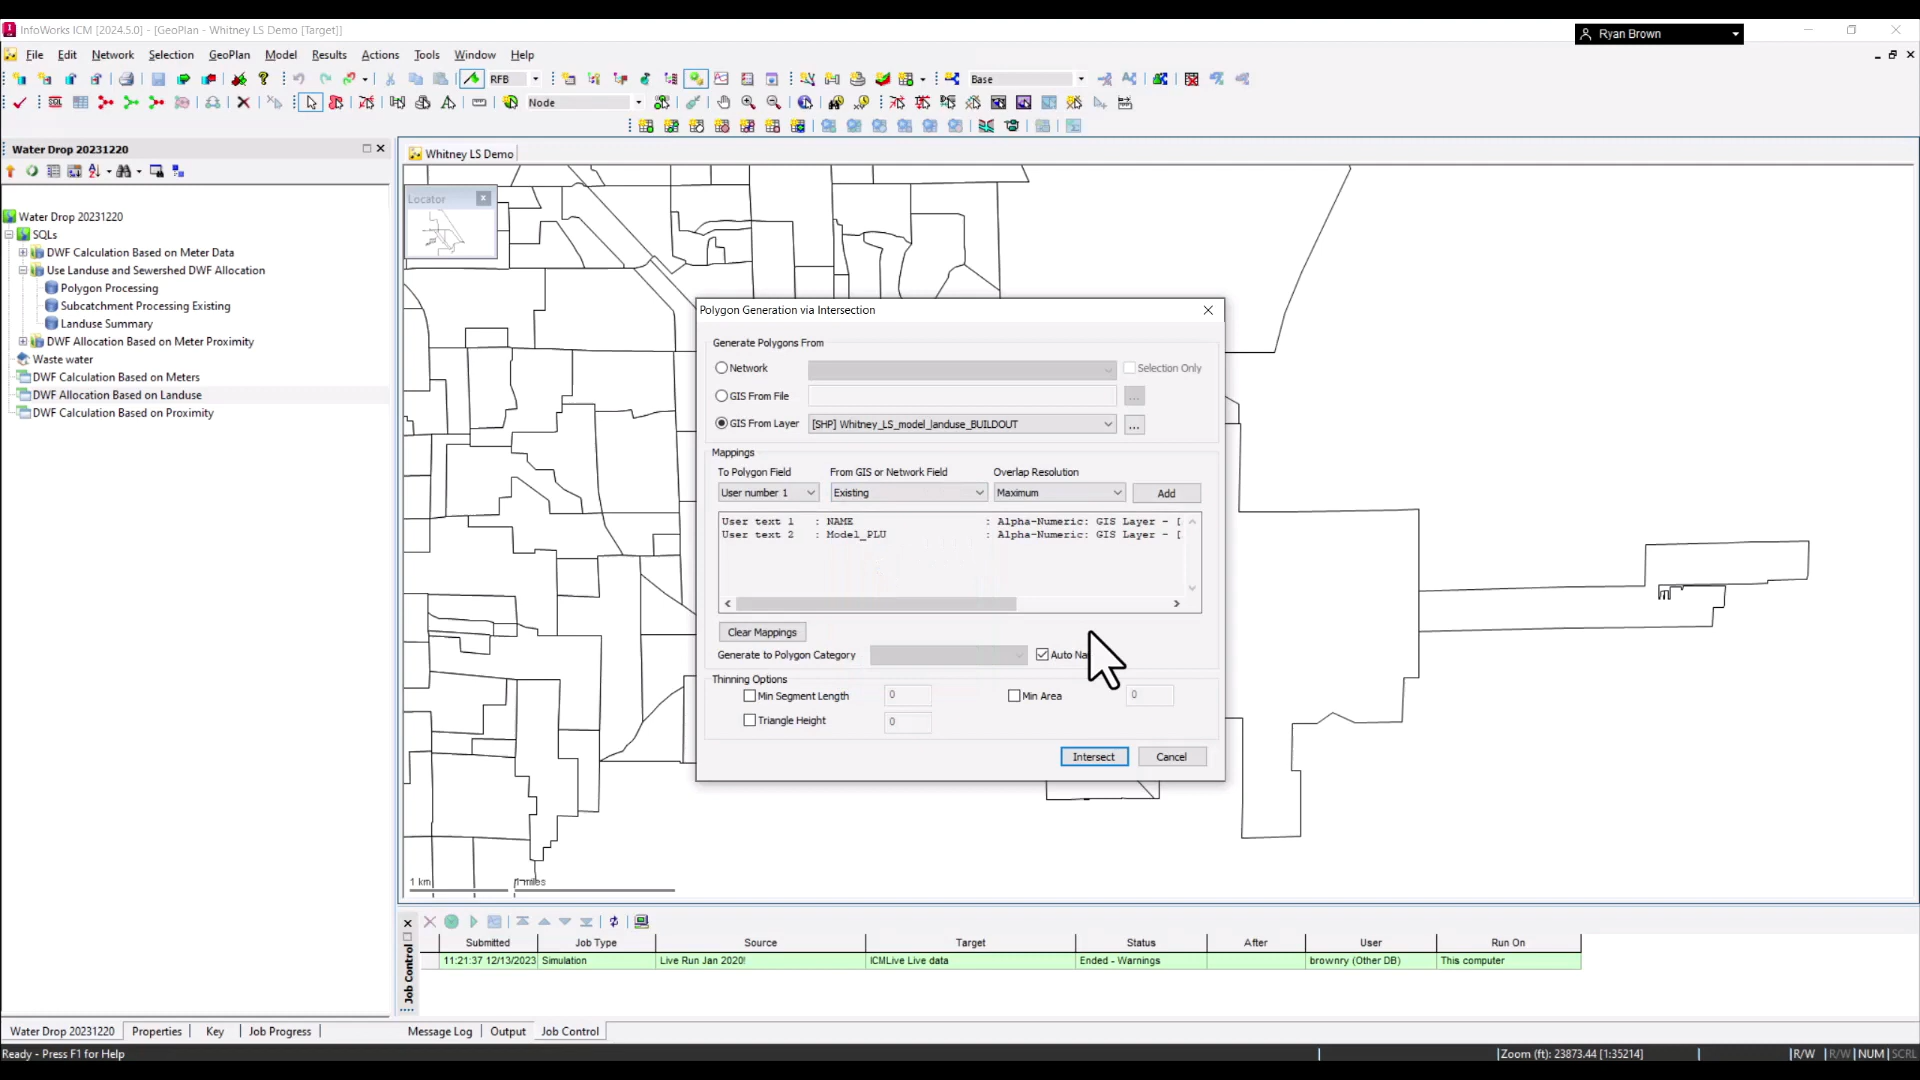 InfoWorks ICM [2024.5.0] - [GeoPlan - Whitney LS Demo [Target]]
Ryan Brown
File Edit Network Selection GeoPlan Model Results Actions Tools Window Help
RFB
Base
SQL
Node
Water Drop 20231220
Whitney LS Demo
Locator
Water Drop 20231220
SQLs
DWF Calculation Based on Meter Data
Use Landuse and Sewershed DWF Allocation
Polygon Processing
Subcatchment Processing Existing
Landuse Summary
DWF Allocation Based on Meter Proximity
Waste water
DWF Calculation Based on Meters
DWF Allocation Based on Landuse
DWF Calculation Based on Proximity
Polygon Generation via Intersection
Generate Polygons From
Network
Selection Only
GIS From File
...
GIS From Layer
[SHP] Whitney_LS_model_landuse_BUILDOUT
...
Mappings
To Polygon Field From GIS or Network Field Overlap Resolution
User number 1 Existing Maximum Add
User text 1 : NAME : Alpha-Numeric: GIS Layer - [
User text 2 : Model_PLU : Alpha-Numeric: GIS Layer - [
Clear Mappings
Generate to Polygon Category
Auto
Thinning Options
Min Segment Length 0 Min Area 0
Triangle Height 0
Intersect Cancel
1 km
miles
Job Control
Submitted Job Type Source Target Status After User Run On
11:21:37 12/13/2023 Simulation Live Run Jan 2020! ICMLive Live data Ended - Warnings brownry (Other DB) This computer
Water Drop 20231220 Properties Key Job Progress Message Log Output Job Control
Ready - Press F1 for Help
Zoom (ft): 23873.44 [1:35214]
R/W R/W NUM SCRL